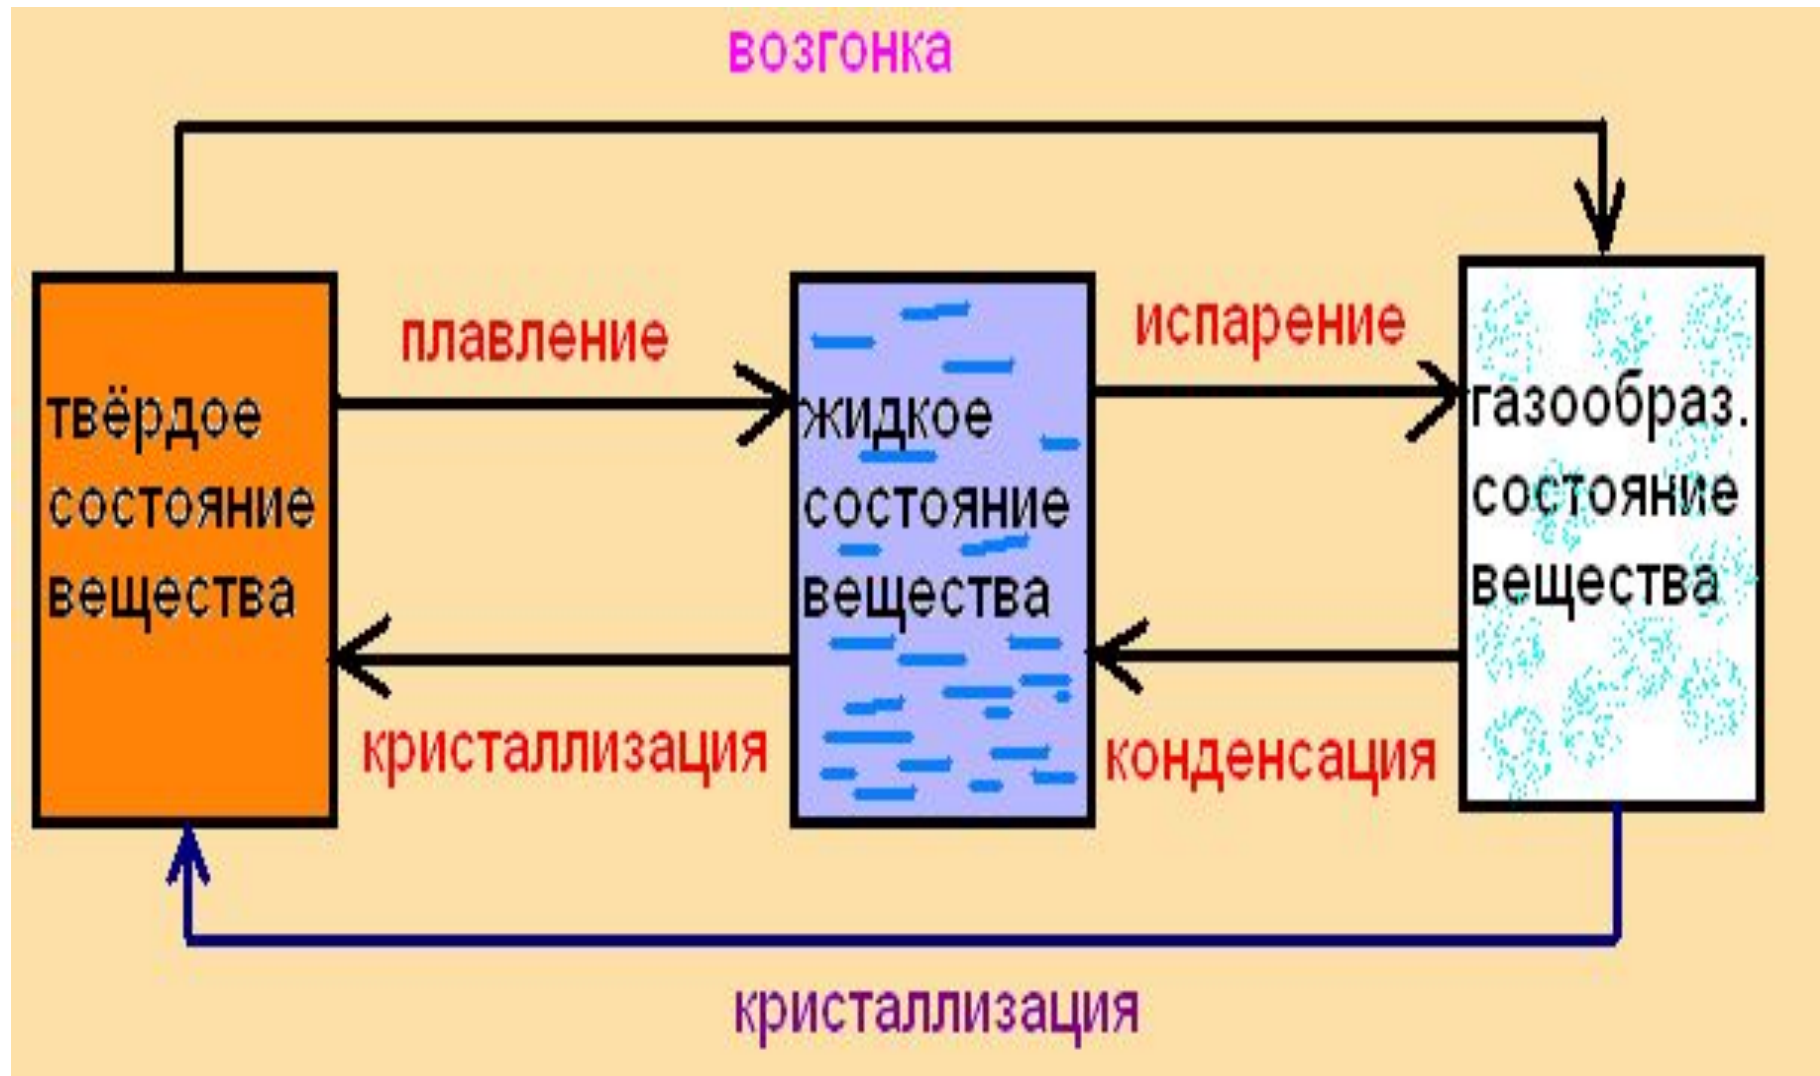 возгонка
плавление
испарение
твёрдое
состояние
вещества
жидкое
состояние
вещества
газообраз.
состояние
вещества
кристаллизация
конденсация
кристаллизация